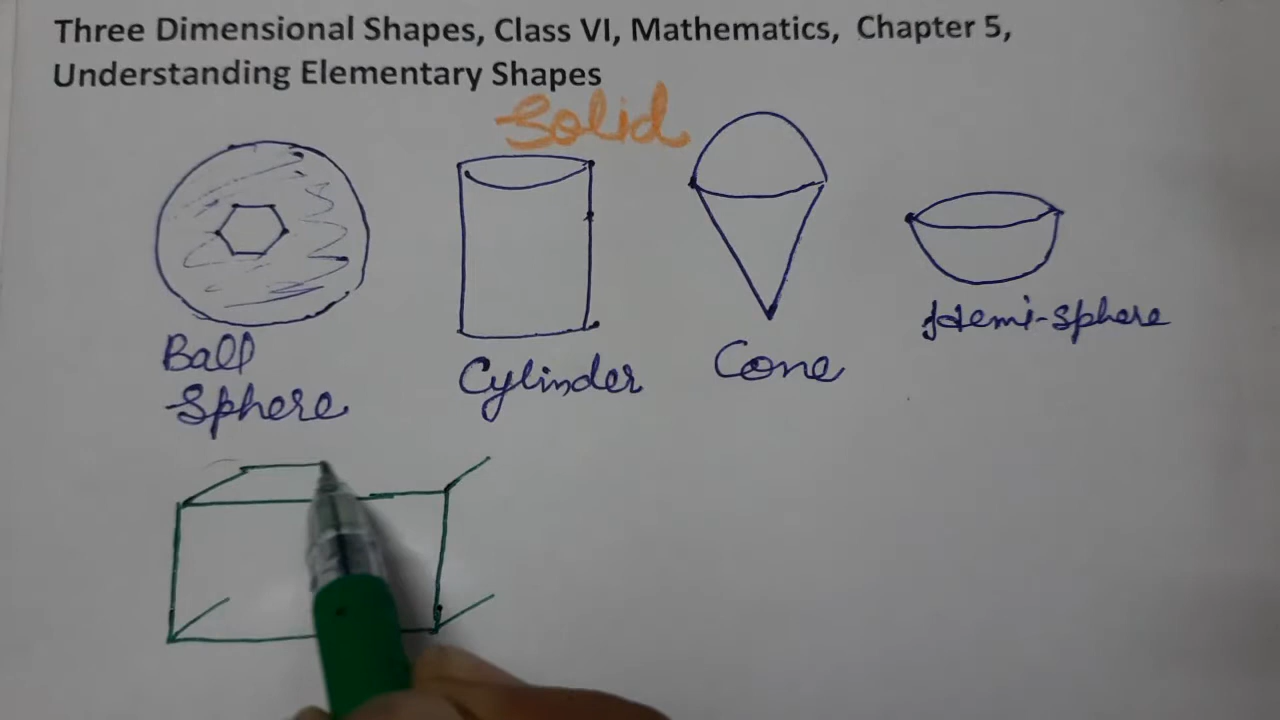 Three Dimensional Shapes, Class VI, Mathematics, Chapter 5,
Understanding Elementary Shapes
Solid
Ball
Sphere
Cylinder
Cone
Hemi-sphere